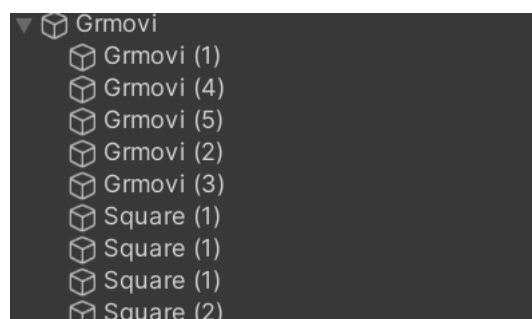 Grmovi
Grmovi (1)
Grmovi (4)
Grmovi (5)
Grmovi (2)
Grmovi (3)
Square (1)
Square (1)
Square (1)
Square (2)